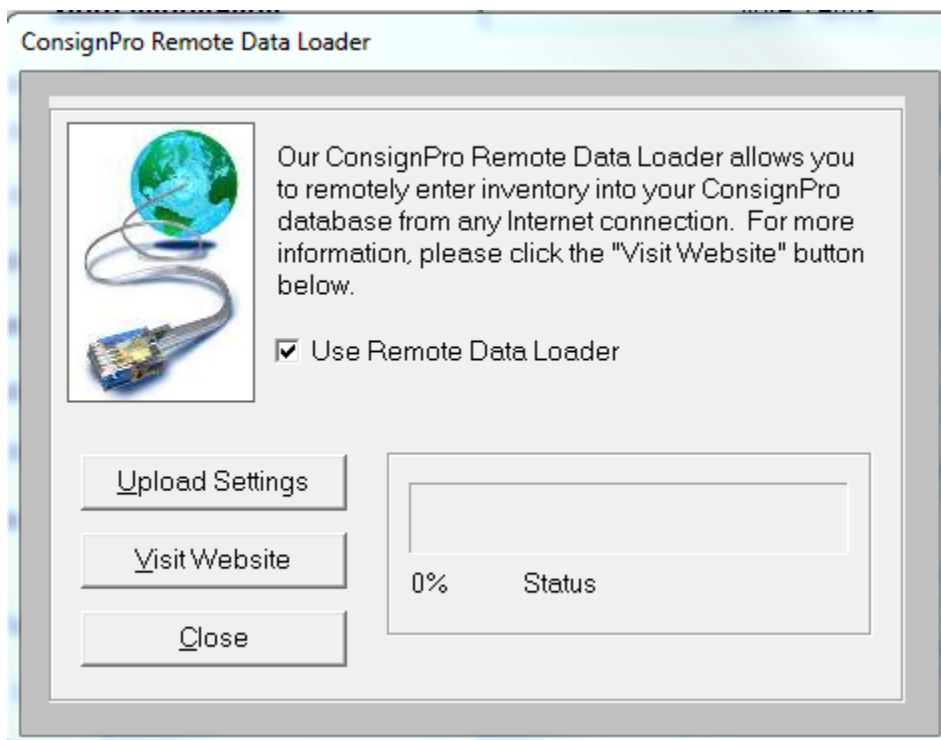 ConsignPro Remote Data Loader
Our ConsignPro Remote Data Loader allows you
to remotely enter inventory into your ConsignPro
database from any Internet connection. For more
information, please click the "Visit Website" button
below.
Use Remote Data Loader
Upload Settings
Visit Website
Close
0% Status